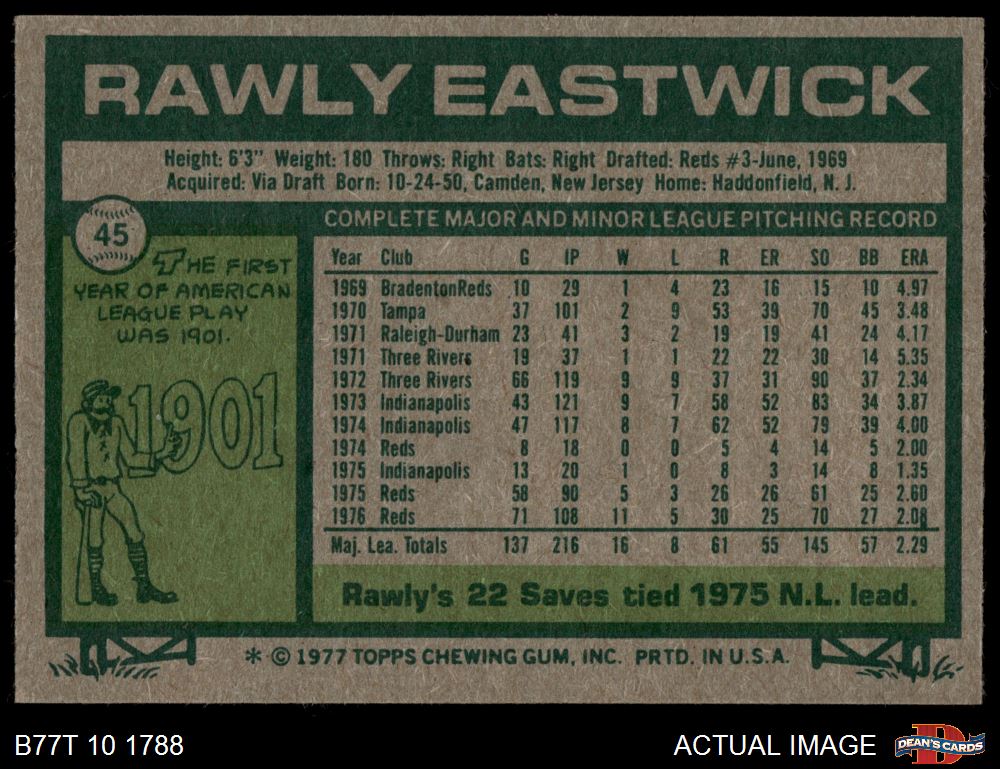 RAWLY EASTWICK
Height: 6'3" Weight: 180 Throws: Right Bats: Right Drafted: Reds #3-June, 1969
Acquired: Via Draft Born: 10-24-50, Camden, New Jersey Home: Haddonfield, N. J.
45
THE FIRST
YEAR OF AMERICAN
LEAGUE PLAY
WAS 1901.
1901
COMPLETE MAJOR AND MINOR LEAGUE PITCHING RECORD
Year Club G IP W L R ER SO BB ERA
1969 Bradenton Reds 10 29 1 4 23 16 15 10 4.97
1970 Tampa 37 101 2 9 53 39 70 45 3.48
1971 Raleigh-Durham 23 41 3 2 19 19 41 24 4.17
1971 Three Rivers 19 37 1 1 22 22 30 14 5.35
1972 Three Rivers 66 119 9 9 37 31 90 37 2.34
1973 Indianapolis 43 121 9 7 58 52 83 34 3.87
1974 Indianapolis 47 117 8 7 62 52 79 39 4.00
1974 Reds 8 18 0 0 5 4 14 5 2.00
1975 Indianapolis 13 20 1 0 8 3 14 8 1.35
1975 Reds 58 90 5 3 26 26 61 25 2.60
1976 Reds 71 108 11 5 30 25 70 27 2.08
Maj. Lea. Totals 137 216 16 8 61 55 145 57 2.29
Rawly's 22 Saves tied 1975 N.L. lead.
* © 1977 TOPPS CHEWING GUM, INC. PRTD. IN U.S.A.
B77T 10 1788
ACTUAL IMAGE
D
DEAN'S CARDS